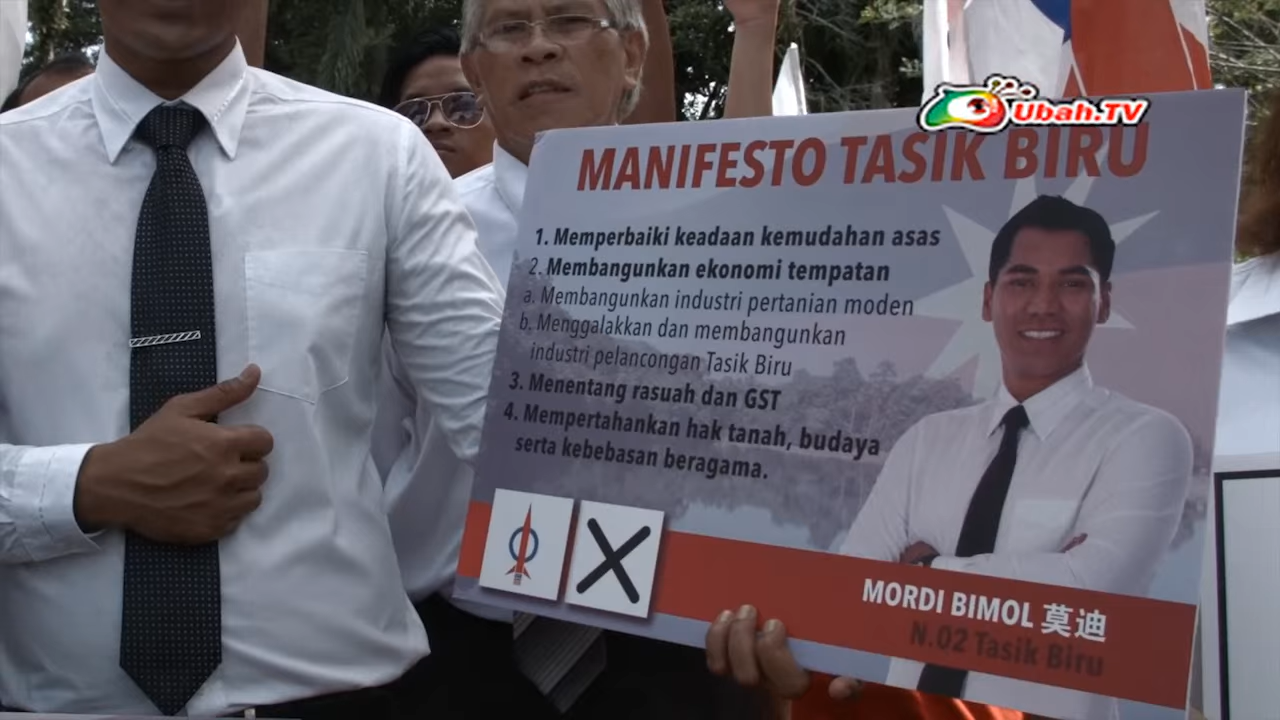 Ubah.TV
MANIFESTO TASIK BIRU
1. Memperbaiki keadaan kemudahan asas
2. Membangunkan ekonomi tempatan
a. Membangunkan industri pertanian moden
b. Menggalakkan dan membangunkan
industri pelancongan Tasik Biru
3. Menentang rasuah dan GST
4. Mempertahankan hak tanah, budaya
serta kebebasan beragama.
MORDI BIMOL 莫迪
N.02 Tasik Biru